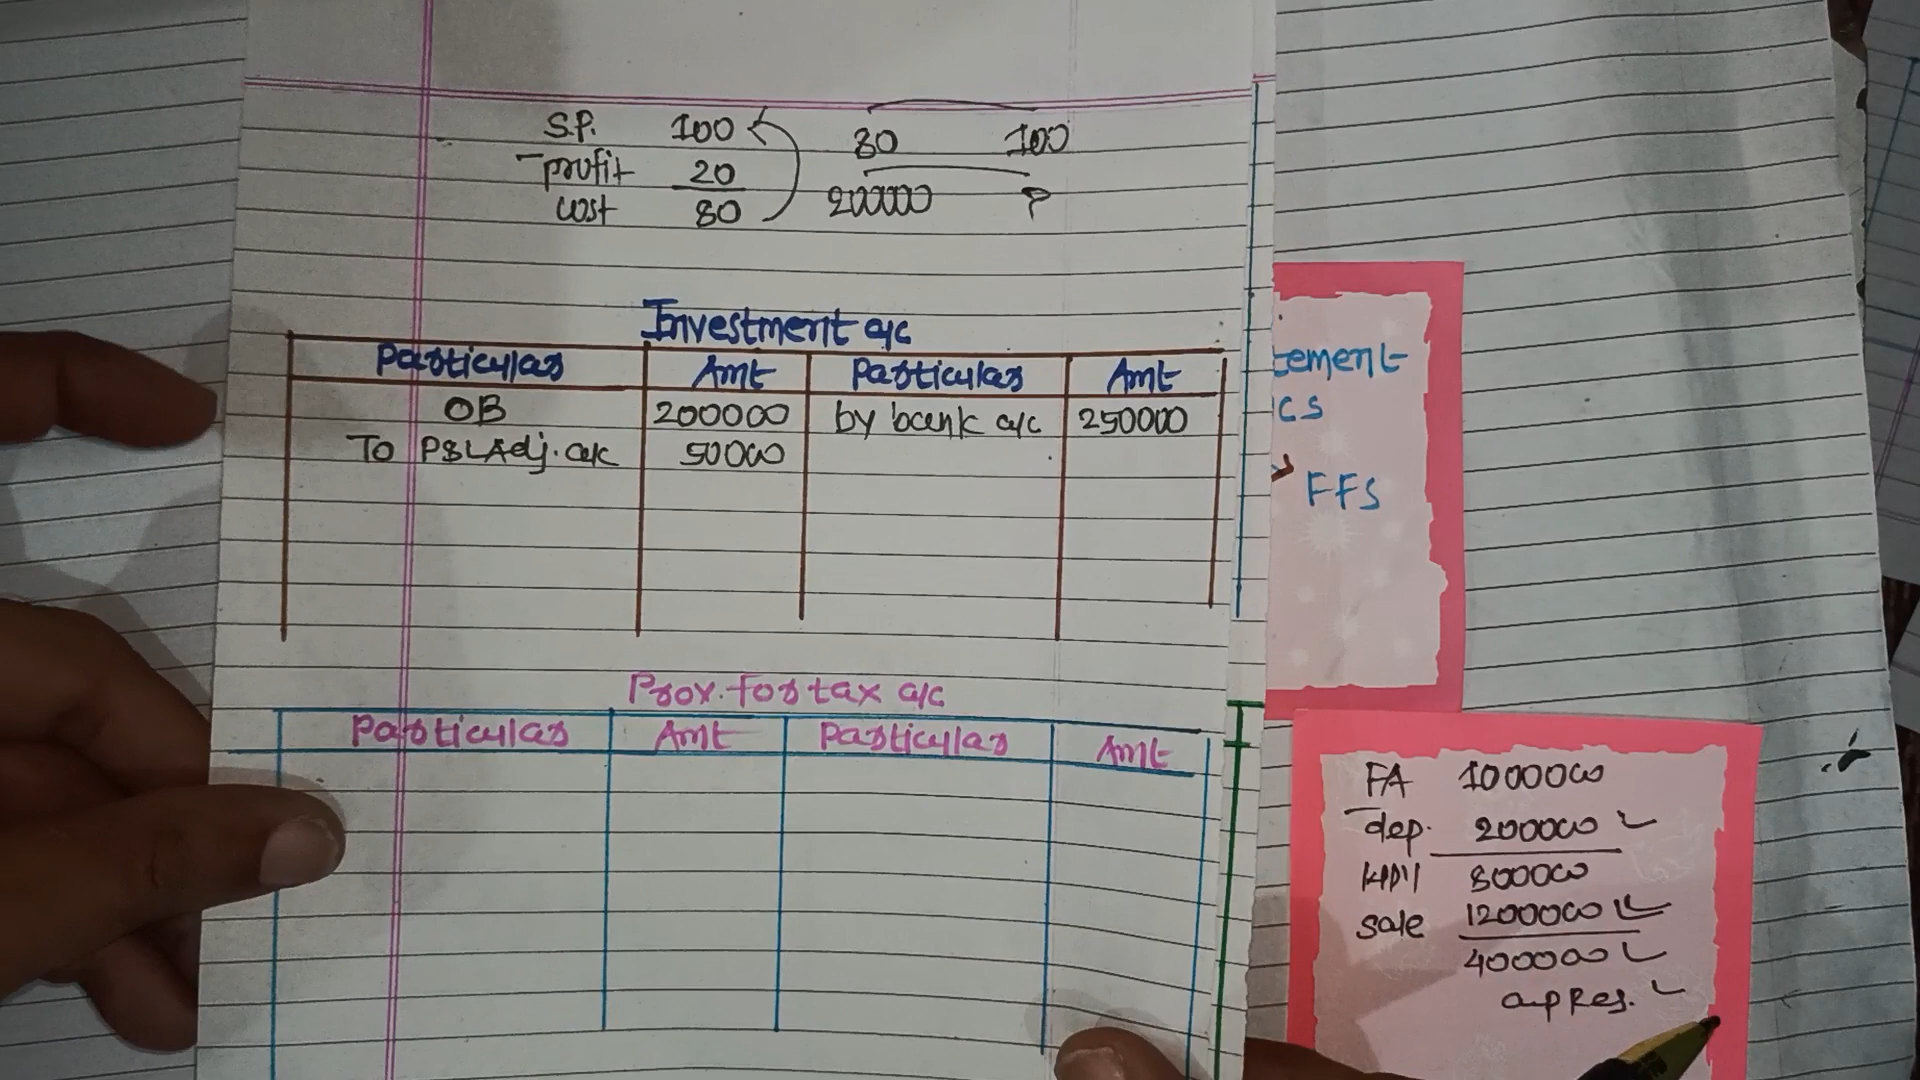 S.P. 100 80 100
- profit 20
cost 80 200000 ?
Investment a/c
Particulars Amt Particulars Amt
OB 200000 by bank a/c 250000
To P&LAdj. a/c 50000
tement
cs
FFS
Prov. for tax a/c
Particulars Amt Particulars Amt
FA 1000000
- dep. 200000
800000
sale 1200000
400000
cap Res.